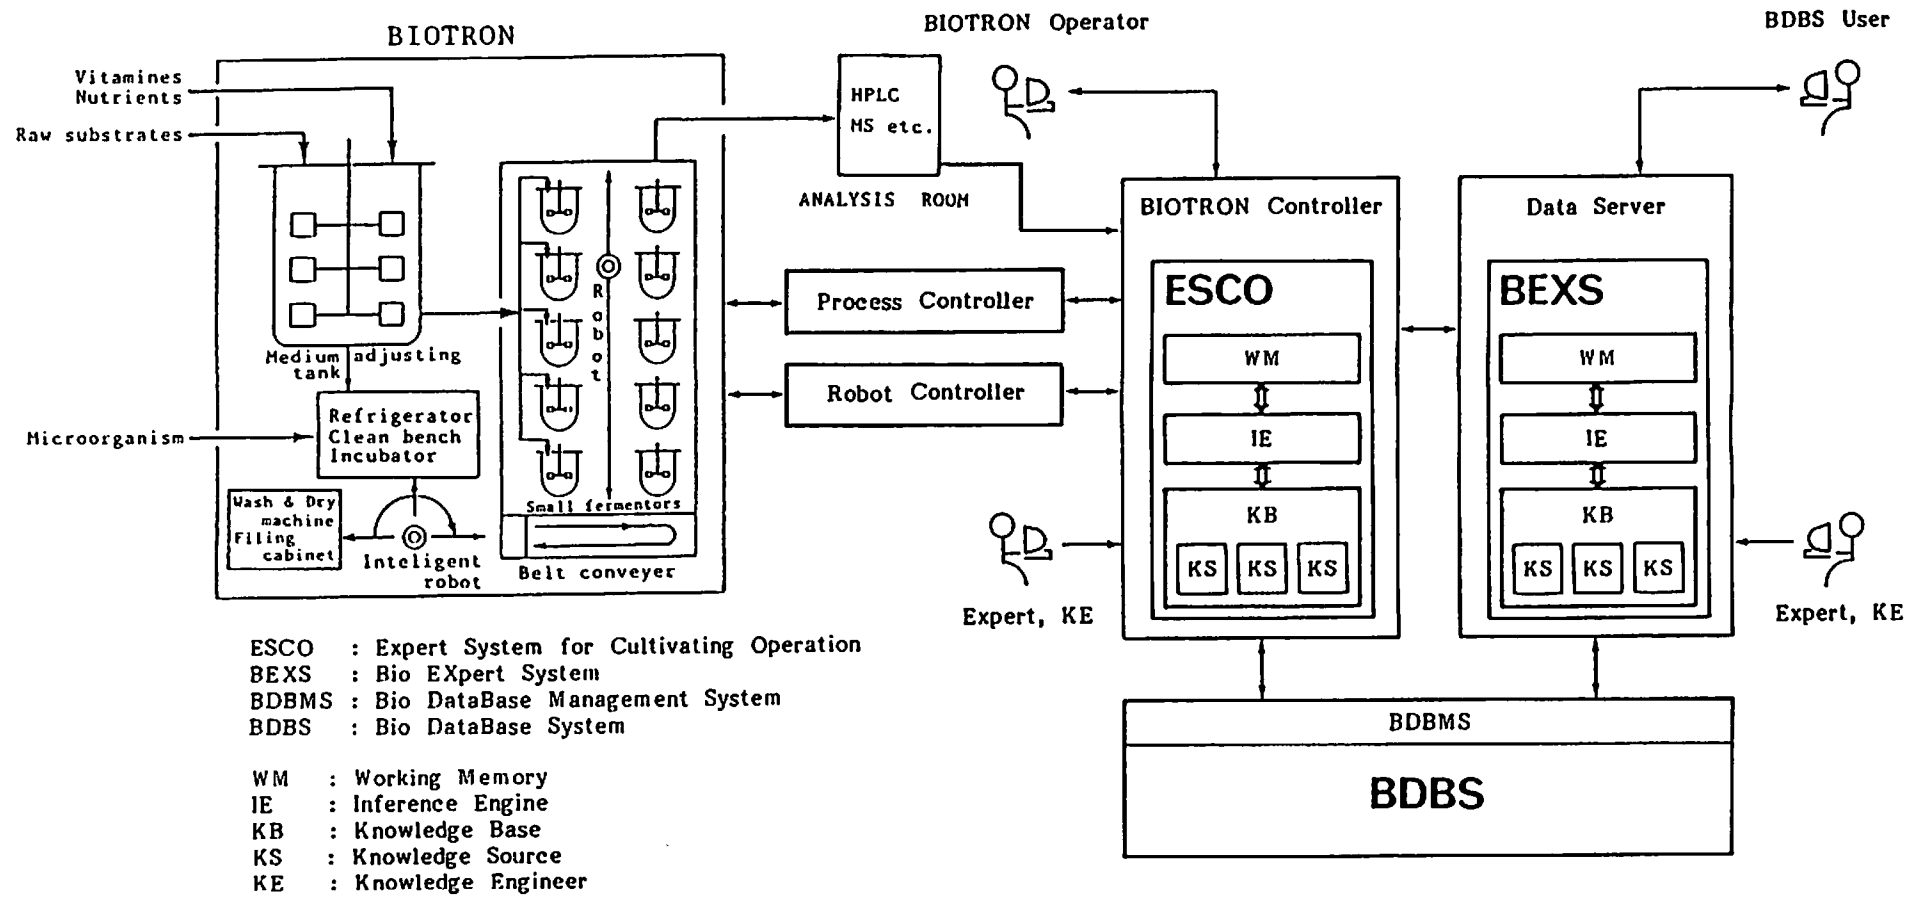 BIOTRON
BIOTRON Operator
BDBS User
Vitamines
Nutrients
Raw substrates
HPLC
MS etc.
ANALYSIS ROOM
BIOTRON Controller
Data Server
Robot
Process Controller
Robot Controller
ESCO
WM
IE
KB
KS KS KS
BEXS
WM
IE
KB
KS KS KS
Medium adjusting
tank
Refrigerator
Clean bench
Incubator
Microorganism
Wash & Dry
machine
Filing
cabinet
Inteligent
robot
Small fermentors
Belt conveyer
Expert, KE
Expert, KE
ESCO : Expert System for Cultivating Operation
BEXS : Bio EXpert System
BDBMS : Bio DataBase Management System
BDBS : Bio DataBase System
WM : Working Memory
IE : Inference Engine
KB : Knowledge Base
KS : Knowledge Source
KE : Knowledge Engineer
BDBMS
BDBS